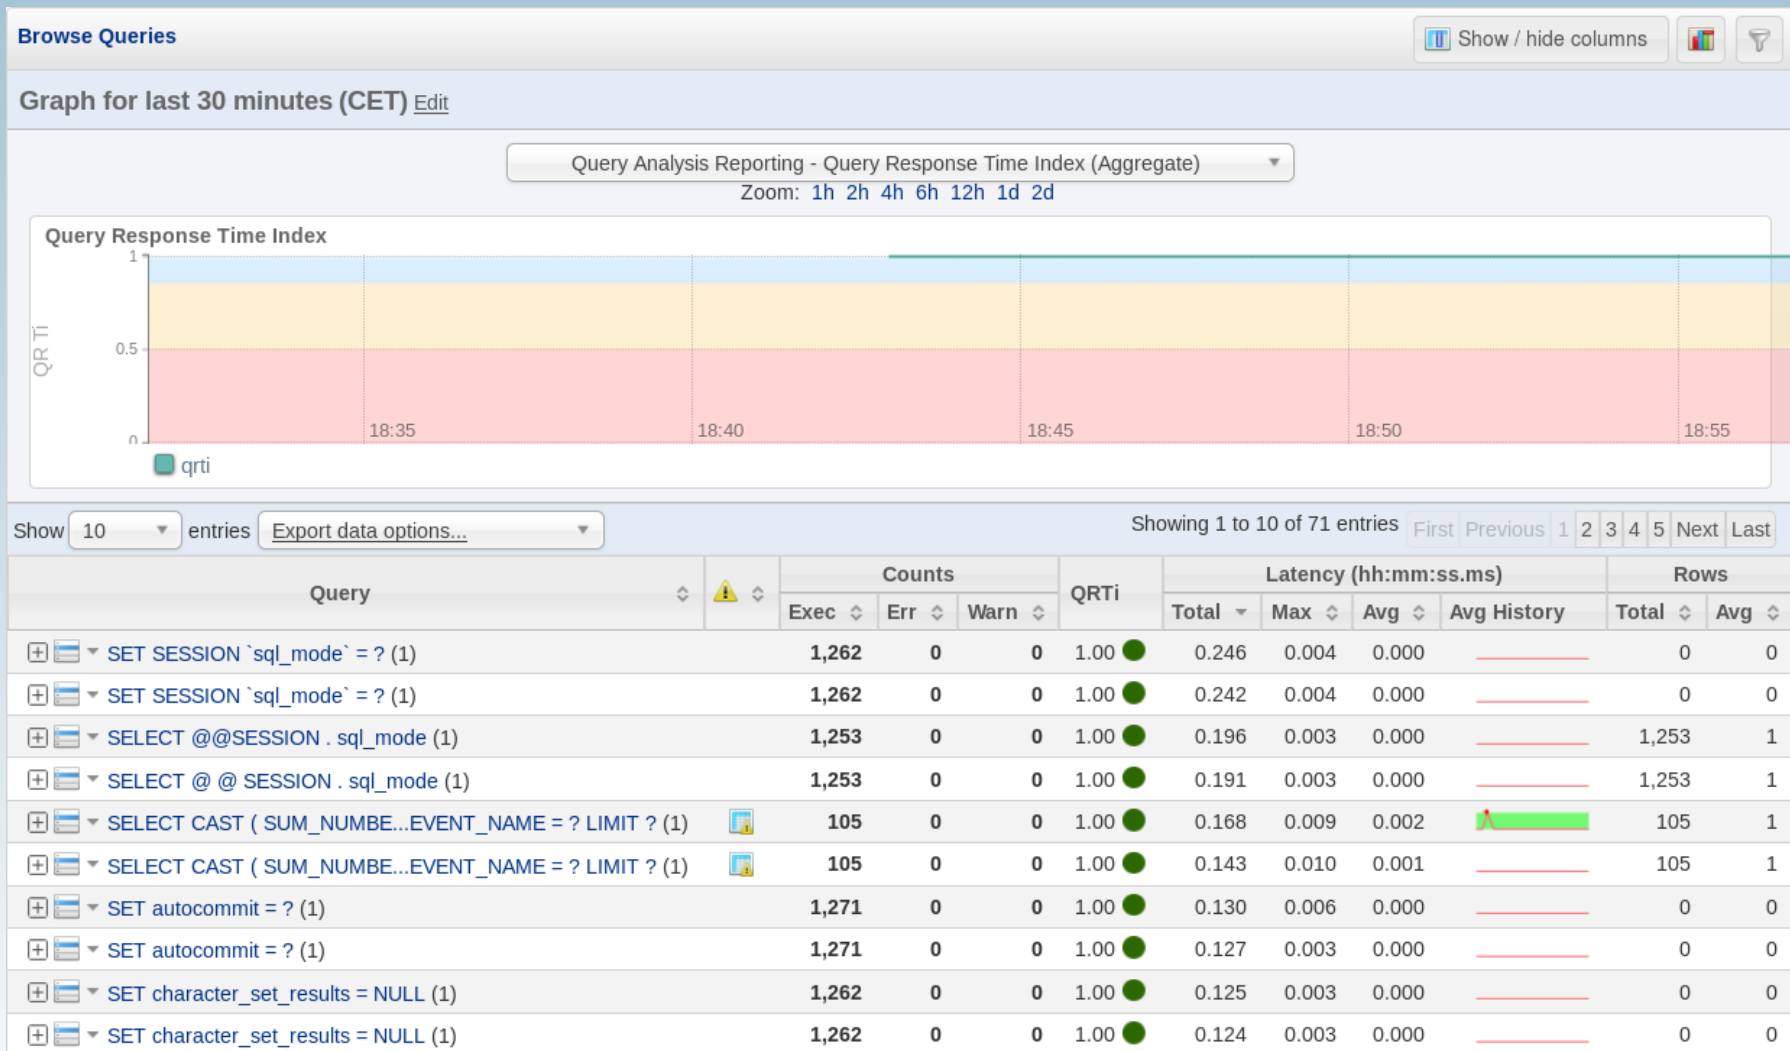 Browse Queries
Show / hide columns
Graph for last 30 minutes (CET) Edit
Query Analysis Reporting - Query Response Time Index (Aggregate)
Zoom: 1h 2h 4h 6h 12h 1d 2d
Query Response Time Index
1
0.5
0
QR Ti
18:35 18:40 18:45 18:50 18:55
qrti
Show 10 entries Export data options... Showing 1 to 10 of 71 entries First Previous 1 2 3 4 5 Next Last
Query Counts QRTi Latency (hh:mm:ss.ms) Rows
Exec Err Warn Total Max Avg Avg History Total Avg
SET SESSION `sql_mode` = ? (1) 1,262 0 0 1.00 0.246 0.004 0.000 0 0
SET SESSION `sql_mode` = ? (1) 1,262 0 0 1.00 0.242 0.004 0.000 0 0
SELECT @@SESSION . sql_mode (1) 1,253 0 0 1.00 0.196 0.003 0.000 1,253 1
SELECT @ @ SESSION . sql_mode (1) 1,253 0 0 1.00 0.191 0.003 0.000 1,253 1
SELECT CAST ( SUM_NUMBE...EVENT_NAME = ? LIMIT ? (1) 105 0 0 1.00 0.168 0.009 0.002 105 1
SELECT CAST ( SUM_NUMBE...EVENT_NAME = ? LIMIT ? (1) 105 0 0 1.00 0.143 0.010 0.001 105 1
SET autocommit = ? (1) 1,271 0 0 1.00 0.130 0.006 0.000 0 0
SET autocommit = ? (1) 1,271 0 0 1.00 0.127 0.003 0.000 0 0
SET character_set_results = NULL (1) 1,262 0 0 1.00 0.125 0.003 0.000 0 0
SET character_set_results = NULL (1) 1,262 0 0 1.00 0.124 0.003 0.000 0 0